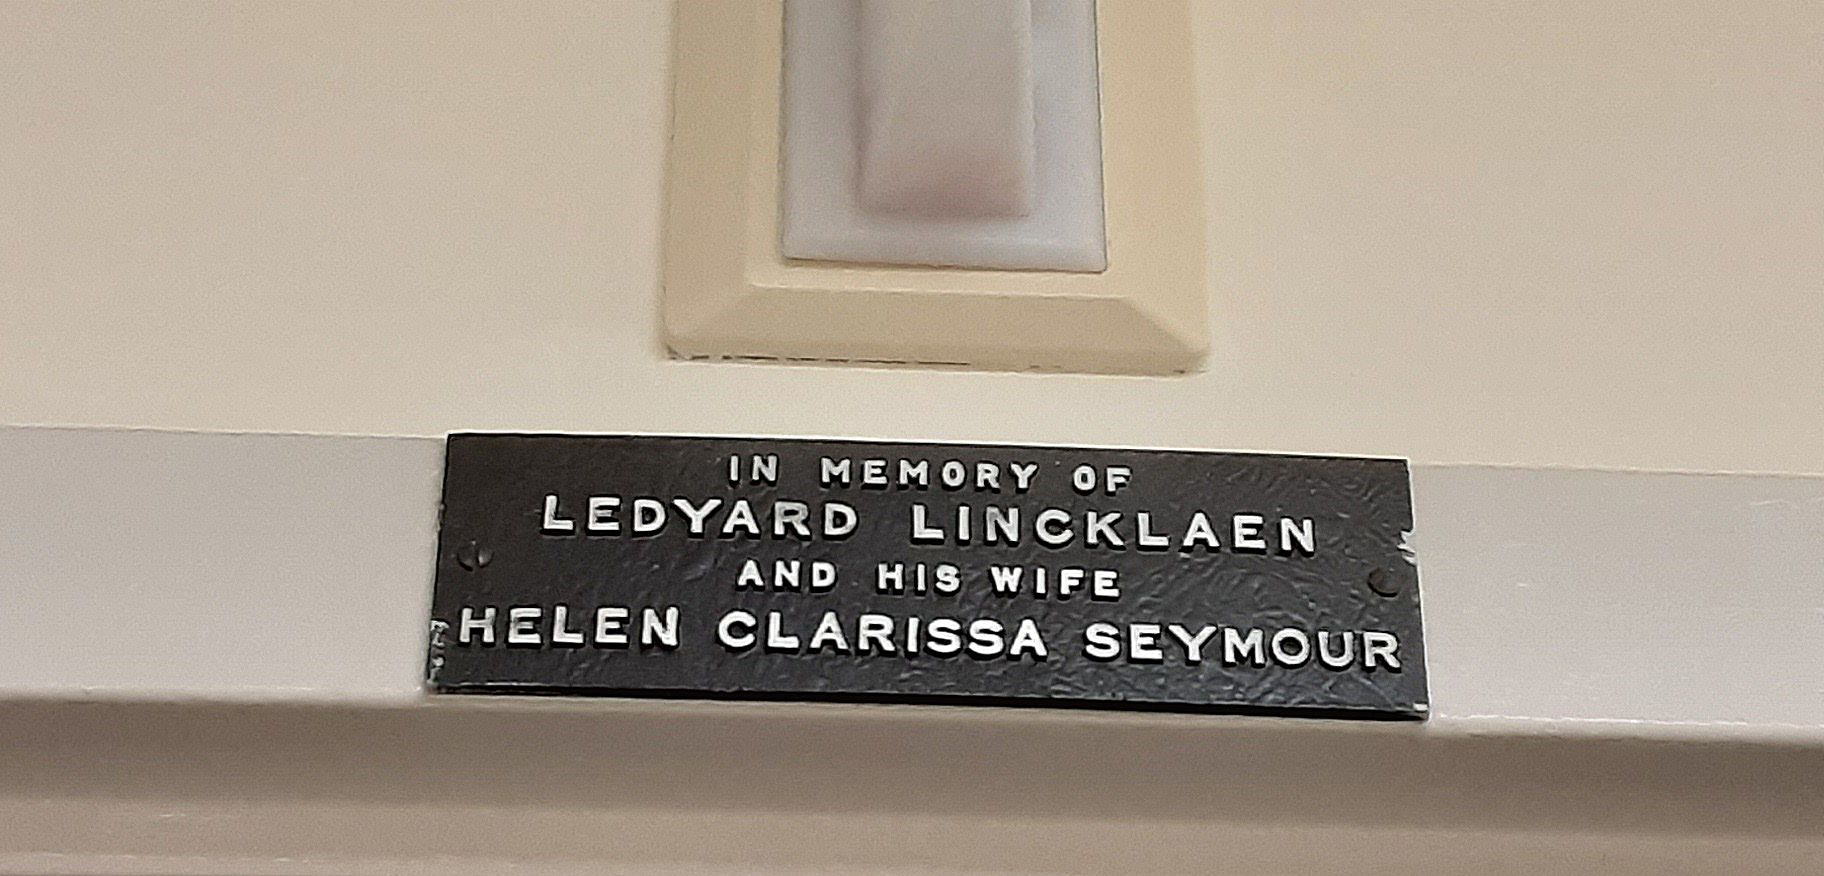 IN MEMORY OF
LEDYARD LINCKLAEN
AND HIS WIFE
HELEN CLARISSA SEYMOUR